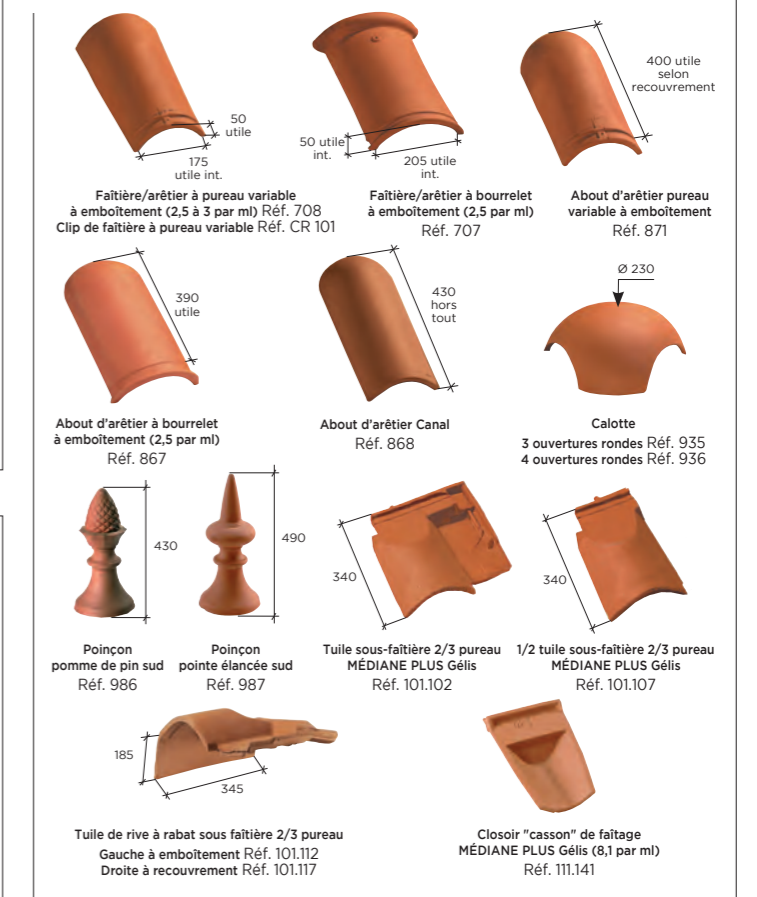 50
utile
175
utile int.
Faîtière/arêtier à pureau variable
à emboîtement (2,5 à 3 par ml) Réf. 708
Clip de faîtière à pureau variable Réf. CR 101
50 utile
int.
205 utile
int.
Faîtière/arêtier à bourrelet
à emboîtement (2,5 par ml)
Réf. 707
400 utile
selon
recouvrement
About d'arêtier pureau
variable à emboîtement
Réf. 871
390
utile
About d'arêtier à bourrelet
à emboîtement (2,5 par ml)
Réf. 867
430
hors
tout
About d'arêtier Canal
Réf. 868
Ø 230
Calotte
3 ouvertures rondes Réf. 935
4 ouvertures rondes Réf. 936
430
Poinçon
pomme de pin sud
Réf. 986
490
Poinçon
pointe élancée sud
Réf. 987
340
Tuile sous-faîtière 2/3 pureau
MÉDIANE PLUS Gélis
Réf. 101.102
340
1/2 tuile sous-faîtière 2/3 pureau
MÉDIANE PLUS Gélis
Réf. 101.107
185
345
Tuile de rive à rabat sous faîtière 2/3 pureau
Gauche à emboîtement Réf. 101.112
Droite à recouvrement Réf. 101.117
Closoir "casson" de faîtage
MÉDIANE PLUS Gélis (8,1 par ml)
Réf. 111.141